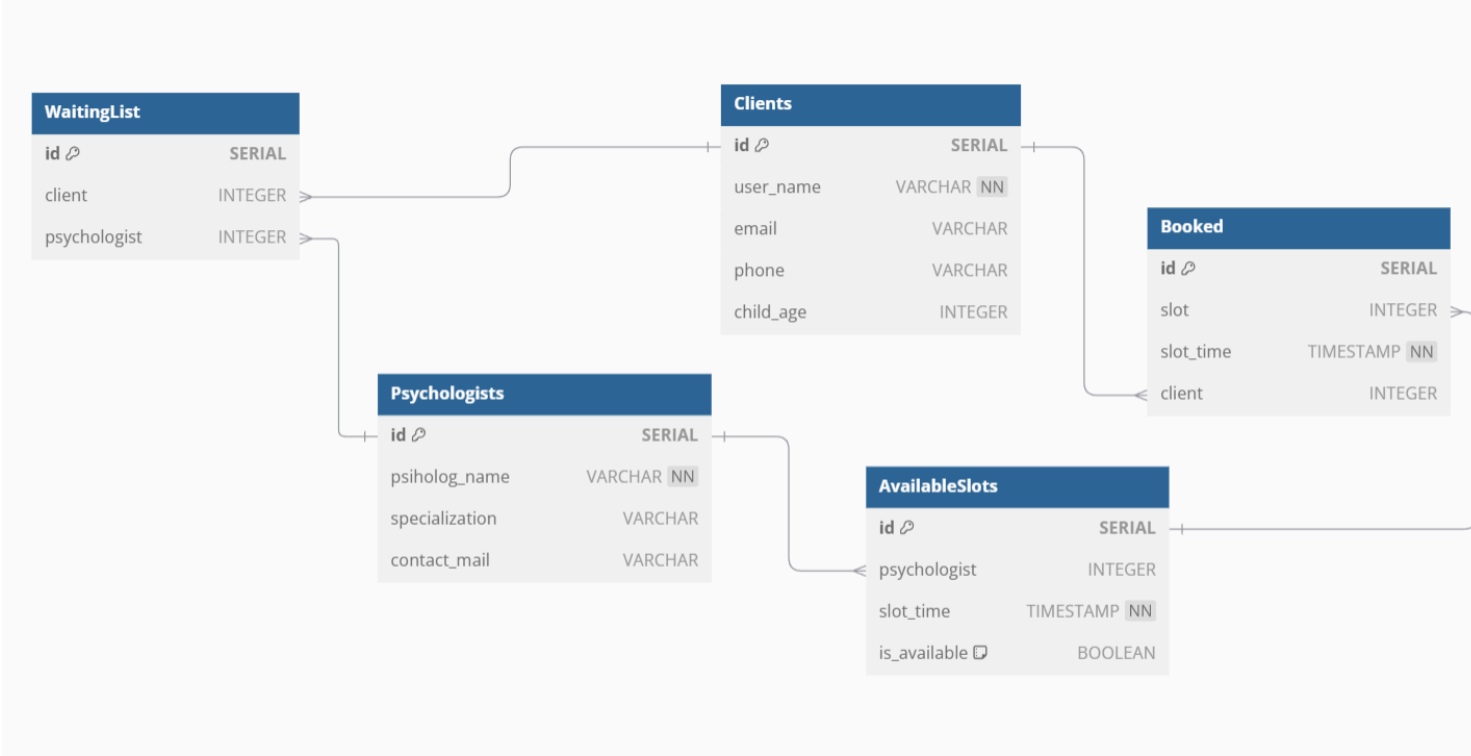 WaitingList
id SERIAL
client INTEGER
psychologist INTEGER
Clients
id SERIAL
user_name VARCHAR NN
email VARCHAR
phone VARCHAR
child_age INTEGER
Booked
id SERIAL
slot INTEGER
slot_time TIMESTAMP NN
client INTEGER
Psychologists
id SERIAL
psiholog_name VARCHAR NN
specialization VARCHAR
contact_mail VARCHAR
AvailableSlots
id SERIAL
psychologist INTEGER
slot_time TIMESTAMP NN
is_available BOOLEAN